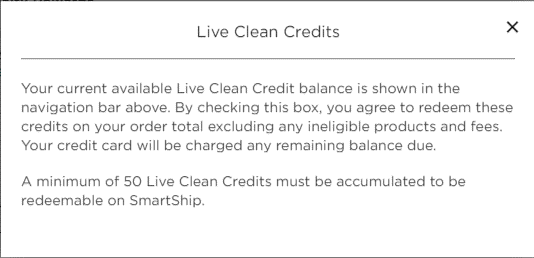 Live Clean Credits
Your current available Live Clean Credit balance is shown in the
navigation bar above. By checking this box, you agree to redeem these
credits on your order total excluding any ineligible products and fees.
Your credit card will be charged any remaining balance due.
A minimum of 50 Live Clean Credits must be accumulated to be
redeemable on SmartShip.